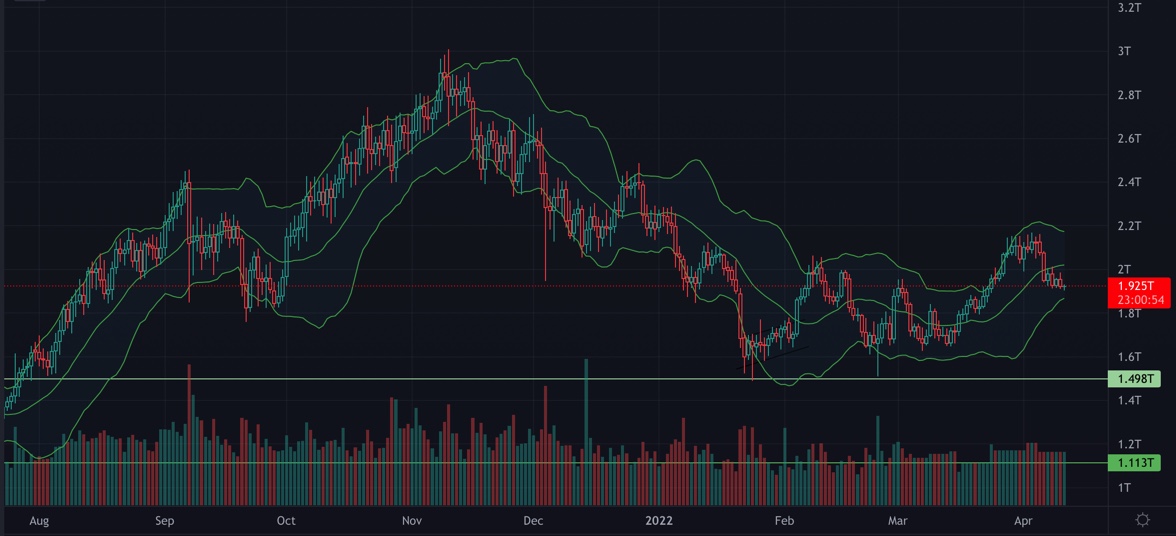 3.2T
3T
2.8T
2.6T
2.4T
2.2T
2T
1.925T
23:00:54
1.8T
1.6T
1.498T
1.4T
1.2T
1.113T
1T
Aug Sep Oct Nov Dec 2022 Feb Mar Apr